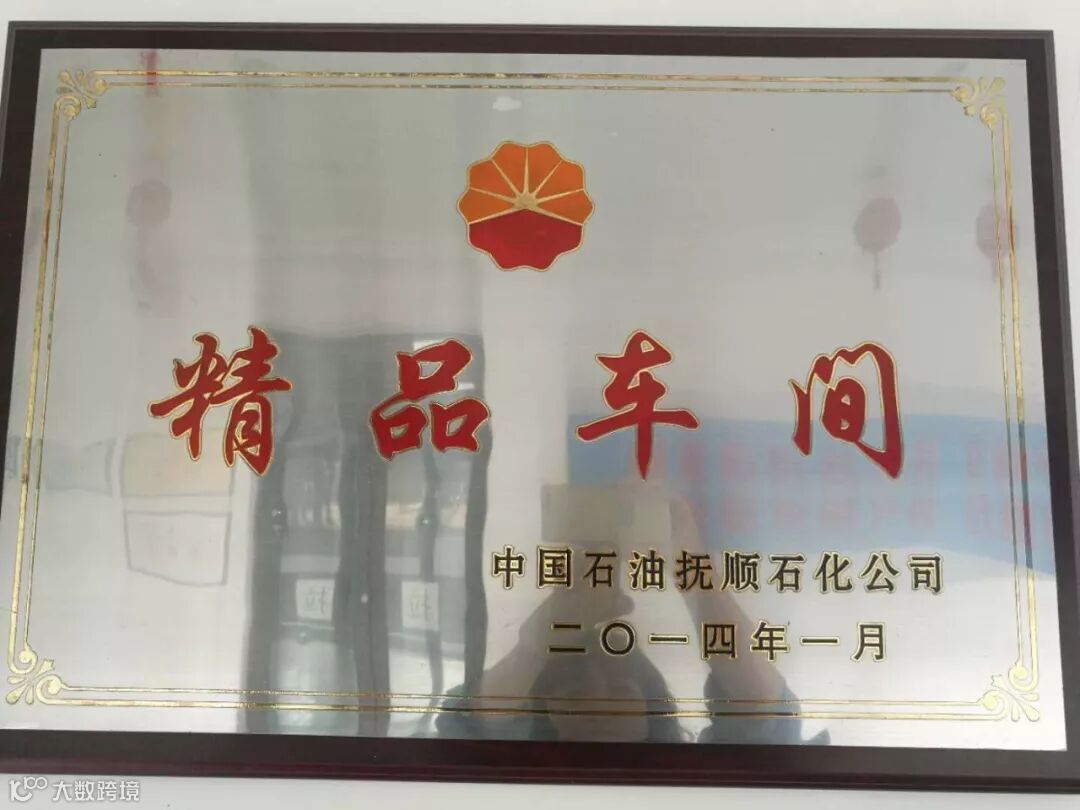 精品车间
中国石油抚顺石化公司
二〇一四年一月
大数跨境